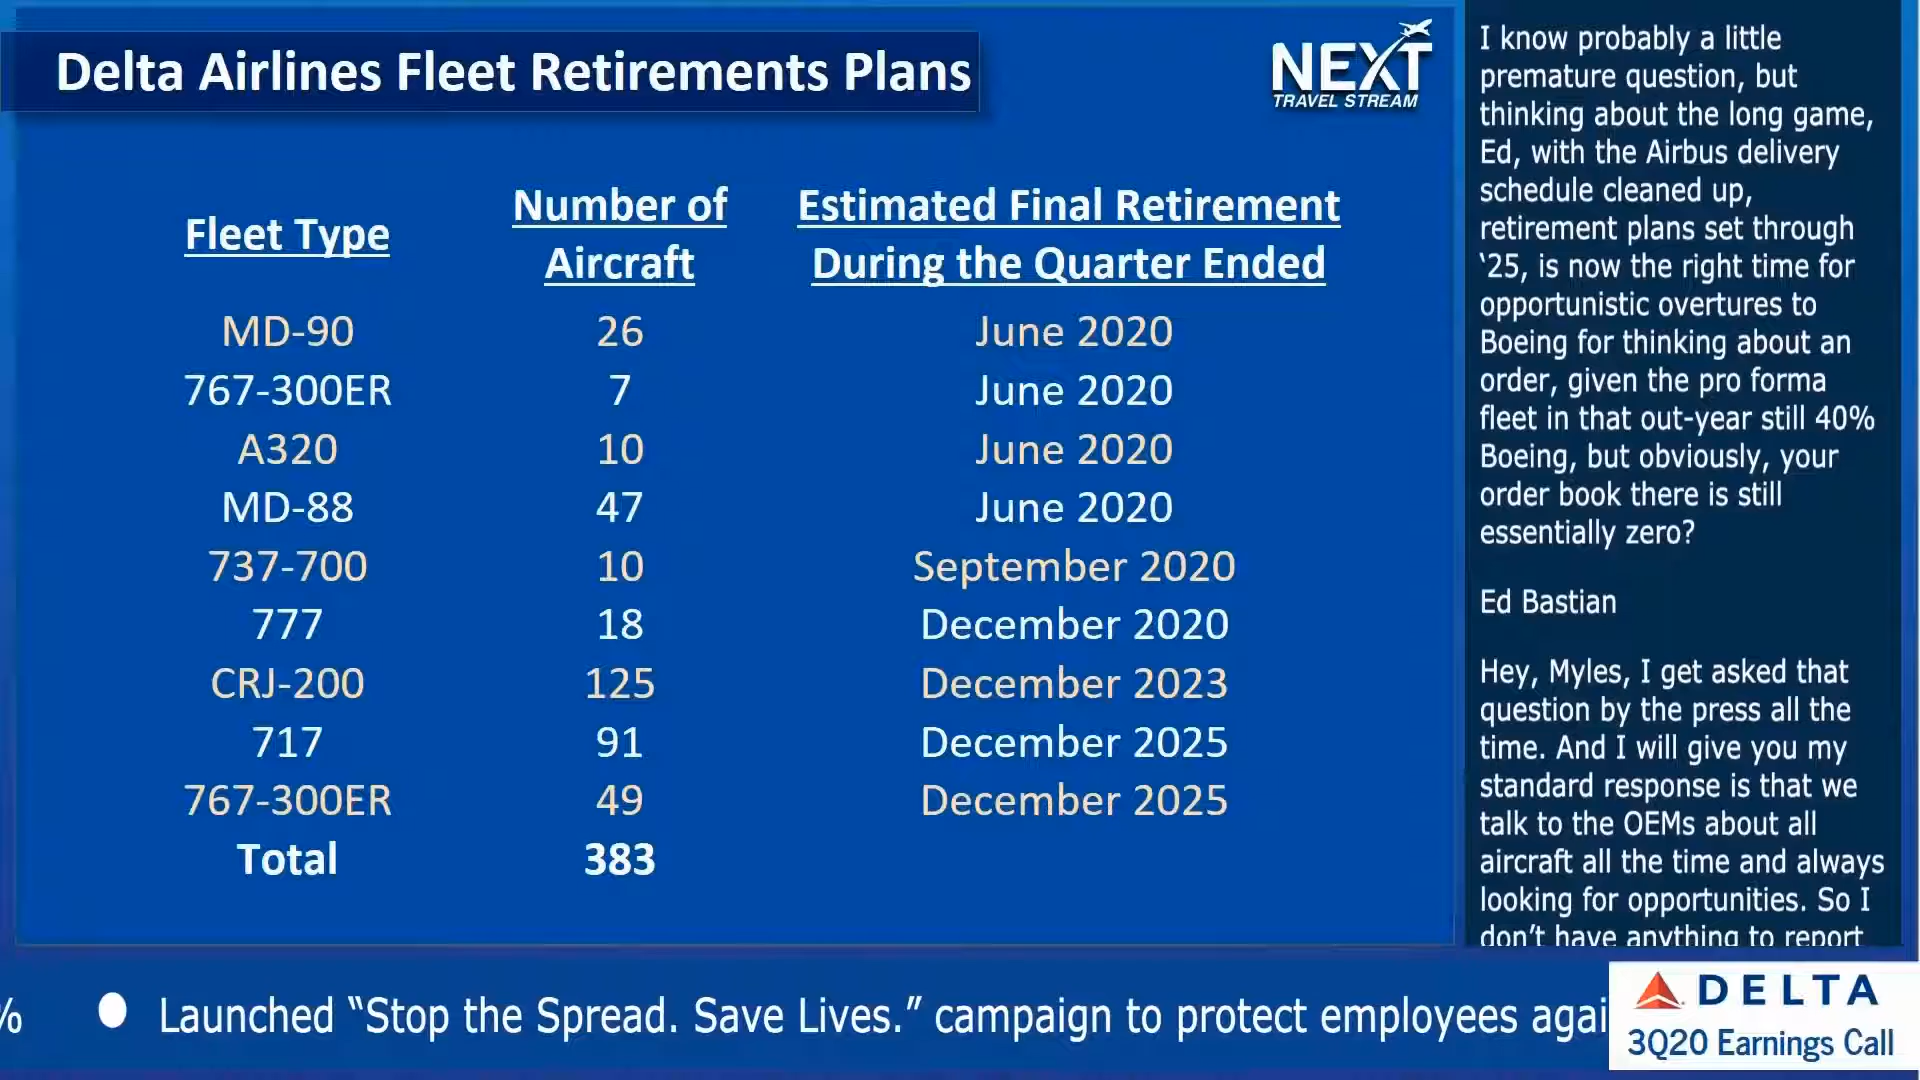 Delta Airlines Fleet Retirements Plans
NEXT
TRAVEL STREAM
Fleet Type Number of Aircraft Estimated Final Retirement During the Quarter Ended
MD-90 26 June 2020
767-300ER 7 June 2020
A320 10 June 2020
MD-88 47 June 2020
737-700 10 September 2020
777 18 December 2020
CRJ-200 125 December 2023
717 91 December 2025
767-300ER 49 December 2025
Total 383
I know probably a little
premature question, but
thinking about the long game,
Ed, with the Airbus delivery
schedule cleaned up,
retirement plans set through
‘25, is now the right time for
opportunistic overtures to
Boeing for thinking about an
order, given the pro forma
fleet in that out-year still 40%
Boeing, but obviously, your
order book there is still
essentially zero?
Ed Bastian
Hey, Myles, I get asked that
question by the press all the
time. And I will give you my
standard response is that we
talk to the OEMs about all
aircraft all the time and always
looking for opportunities. So I
don’t have anything to report
% ● Launched “Stop the Spread. Save Lives.” campaign to protect employees agai
DELTA
3Q20 Earnings Call